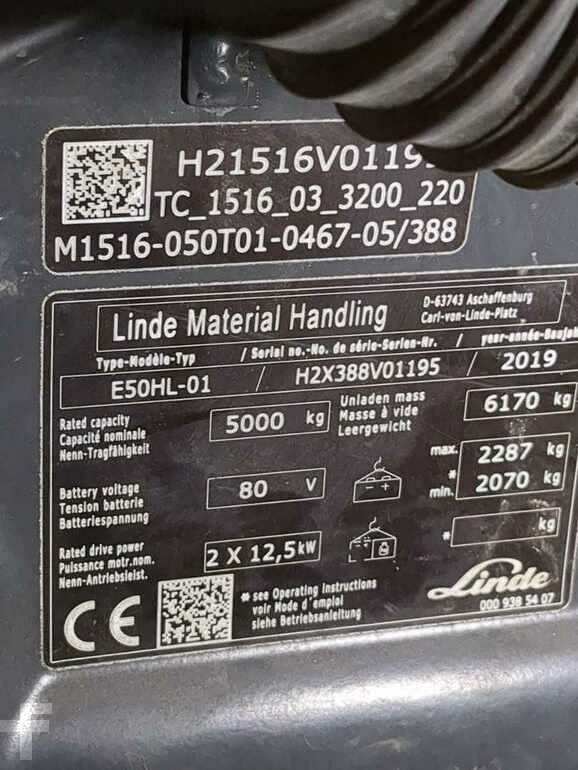 H21516V0119
TC_1516_03_3200_220
M1516-050T01-0467-05/388
Linde Material Handling
D-63743 Aschaffenburg
Carl-von-Linde-Platz
Type-Modèle-Typ / Serial no.-No. de série-Serien-Nr. / year-année-Baujah
E50HL-01 / H2X388V01195 / 2019
Rated capacity
Capacité nominale
Nenn-Tragfähigkeit
5000 kg
Unladen mass
Masse à vide
Leergewicht
6170 kg
Battery voltage
Tension batterie
Batteriespannung
80 V
- +
max. 2287 kg
*
min. 2070 kg
Rated drive power
Puissance motr.nom.
Nenn-Antriebsleist.
2 X 12,5kW
* kg
CE
* see Operating instructions
voir Mode d'emploi
siehe Betriebsanleitung
Linde
000 938 54 07